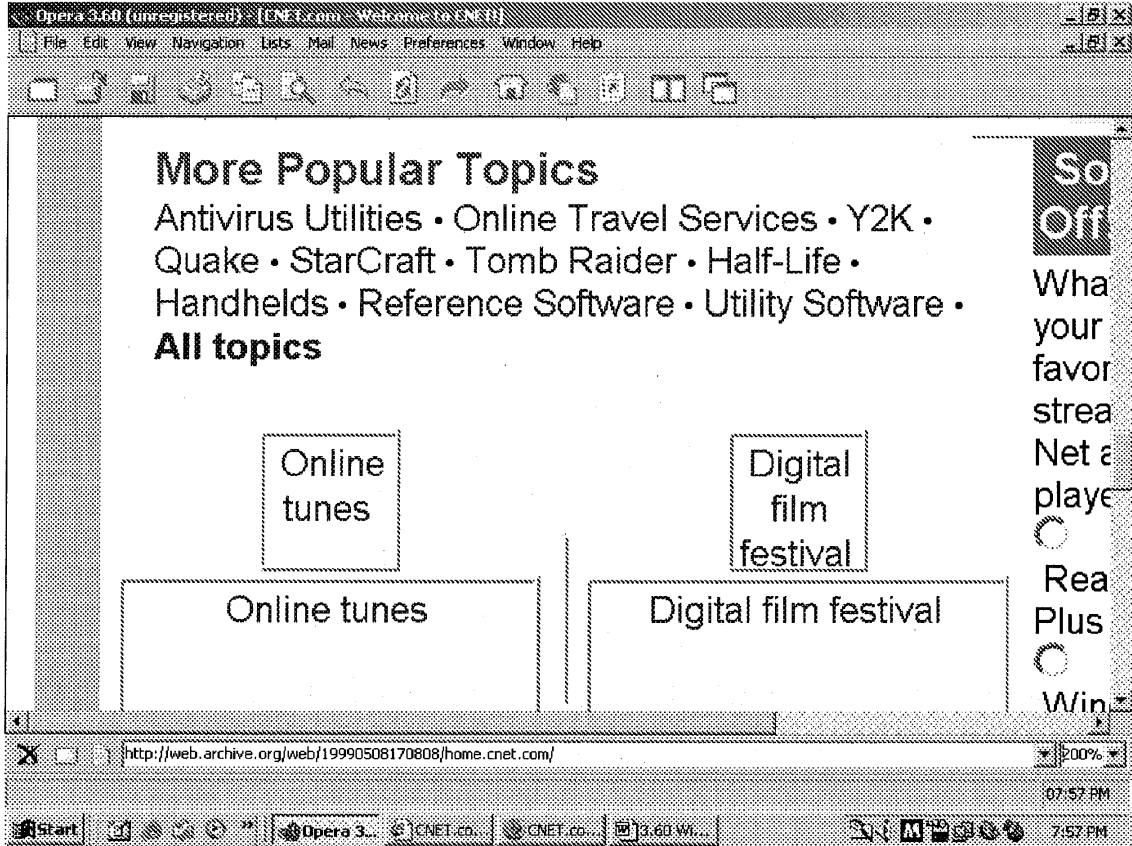 Opera 3.60 (unregistered) - [CNET.com - Welcome to CNET!]
File Edit View Navigation Lists Mail News Preferences Window Help
More Popular Topics
Antivirus Utilities • Online Travel Services • Y2K •
Quake • StarCraft • Tomb Raider • Half-Life •
Handhelds • Reference Software • Utility Software •
All topics
Online
tunes
Digital
film
festival
Online tunes
Digital film festival
So
Off
Wha
your
favor
strea
Net a
playe
Rea
Plus
Win
http://web.archive.org/web/19990508170808/home.cnet.com/
200%
07:57 PM
Start
Opera 3...
CNET.co...
CNET.co...
3.60 Wi...
7:57 PM